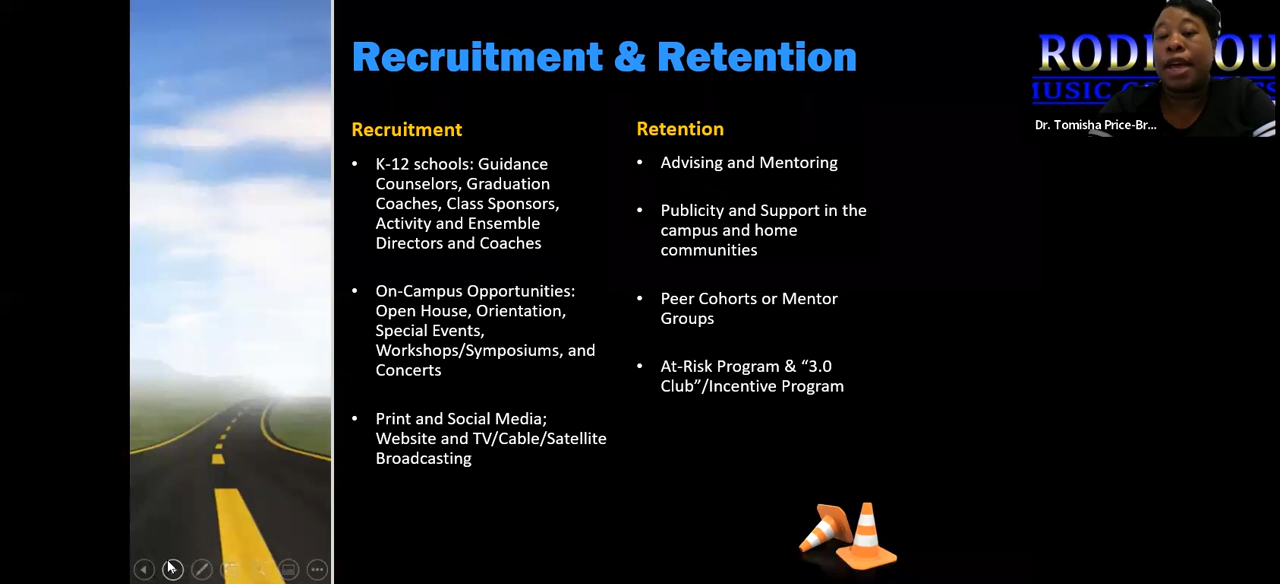 Recruitment & Retention
Recruitment
• K-12 schools: Guidance
Counselors, Graduation
Coaches, Class Sponsors,
Activity and Ensemble
Directors and Coaches
• On-Campus Opportunities:
Open House, Orientation,
Special Events,
Workshops/Symposiums, and
Concerts
• Print and Social Media;
Website and TV/Cable/Satellite
Broadcasting
Retention
• Advising and Mentoring
• Publicity and Support in the
campus and home
communities
• Peer Cohorts or Mentor
Groups
• At-Risk Program & “3.0
Club”/Incentive Program
MUSIC
Dr. Tomisha Price-Br...